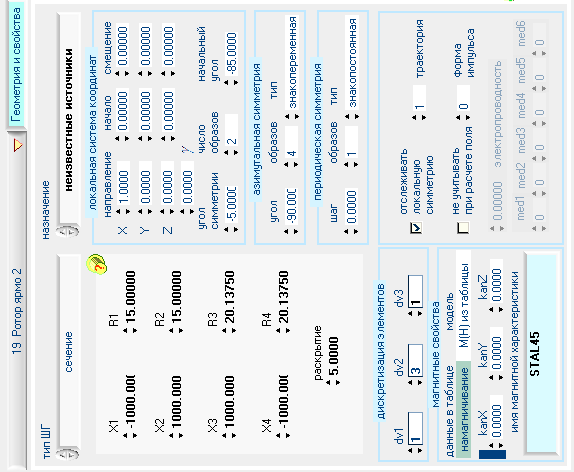 19 Ротор ярмо 2
Геометрия и свойства
тип ШГ
сечение
X1 R1
-1000.000 15.00000
X2 R2
1000.000 15.00000
X3 R3
1000.000 20.13750
X4 R4
-1000.000 20.13750
раскрытие
5.0000
назначение
неизвестные источники
локальная система координат
направление начало смещение
X 1.0000 0.00000 0.00000
Y 0.0000 0.00000 0.00000
Z 0.0000 0.00000 0.00000
0.0000 γ
угол симметрии число образов начальный угол
-5.0000 2 -85.0000
азимутальная симметрия
угол образов тип
-90.000 4 знакопеременная
периодическая симметрия
шаг образов тип
0.0000 1 знакопостоянная
дискретизация элементов
dv1 dv2 dv3
1 3 1
магнитные свойства
данные в таблице модель
намагничивание M(H) из таблицы
kanX kanY kanZ
0.0000 0.0000 0.0000
имя магнитной характеристики
STAL45
отслеживать локальную симметрию
1 траектория
не учитывать при расчете поля
0 форма импульса
0.00000 электропроводность
med1 med2 med3 med4 med5 med6
0 0 0 0 0 0